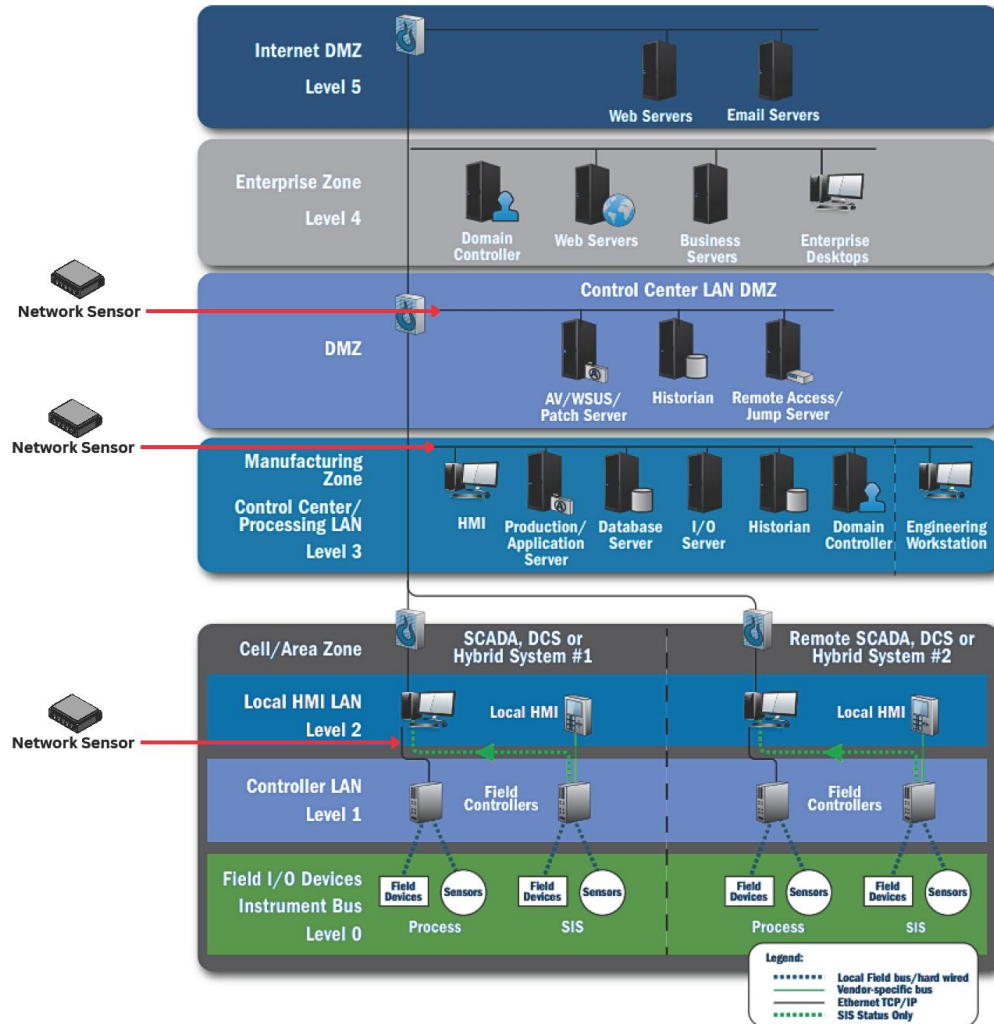 Internet DMZ
Level 5
Web Servers
Email Servers
Enterprise Zone
Level 4
Domain
Controller
Web Servers
Business
Servers
Enterprise
Desktops
Network Sensor
Control Center LAN DMZ
DMZ
AV/WSUS/
Patch Server
Historian
Remote Access/
Jump Server
Network Sensor
Manufacturing
Zone
Control Center/
Processing LAN
Level 3
HMI
Production/
Application
Server
Database
Server
I/O
Server
Historian
Domain
Controller
Engineering
Workstation
Cell/Area Zone
SCADA, DCS or
Hybrid System #1
Remote SCADA, DCS or
Hybrid System #2
Network Sensor
Local HMI LAN
Level 2
Local HMI
Local HMI
Controller LAN
Level 1
Field
Controllers
Field
Controllers
Field I/O Devices
Instrument Bus
Level 0
Field
Devices
Sensors
Process
Field
Devices
Sensors
SIS
Field
Devices
Sensors
Process
Field
Devices
Sensors
SIS
Legend:
Local Field bus/hard wired
Vendor-specific bus
Ethernet TCP/IP
SIS Status Only